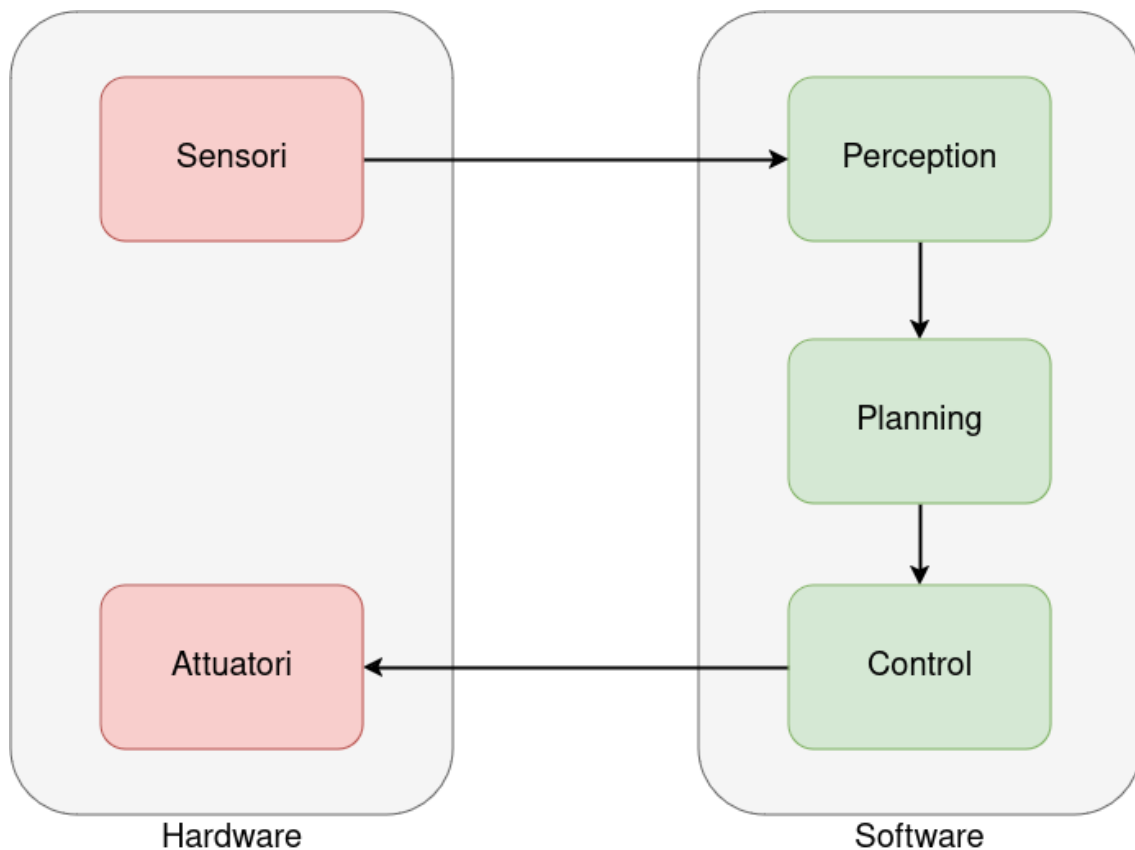 Sensori
Perception
Planning
Attuatori
Control
Hardware
Software